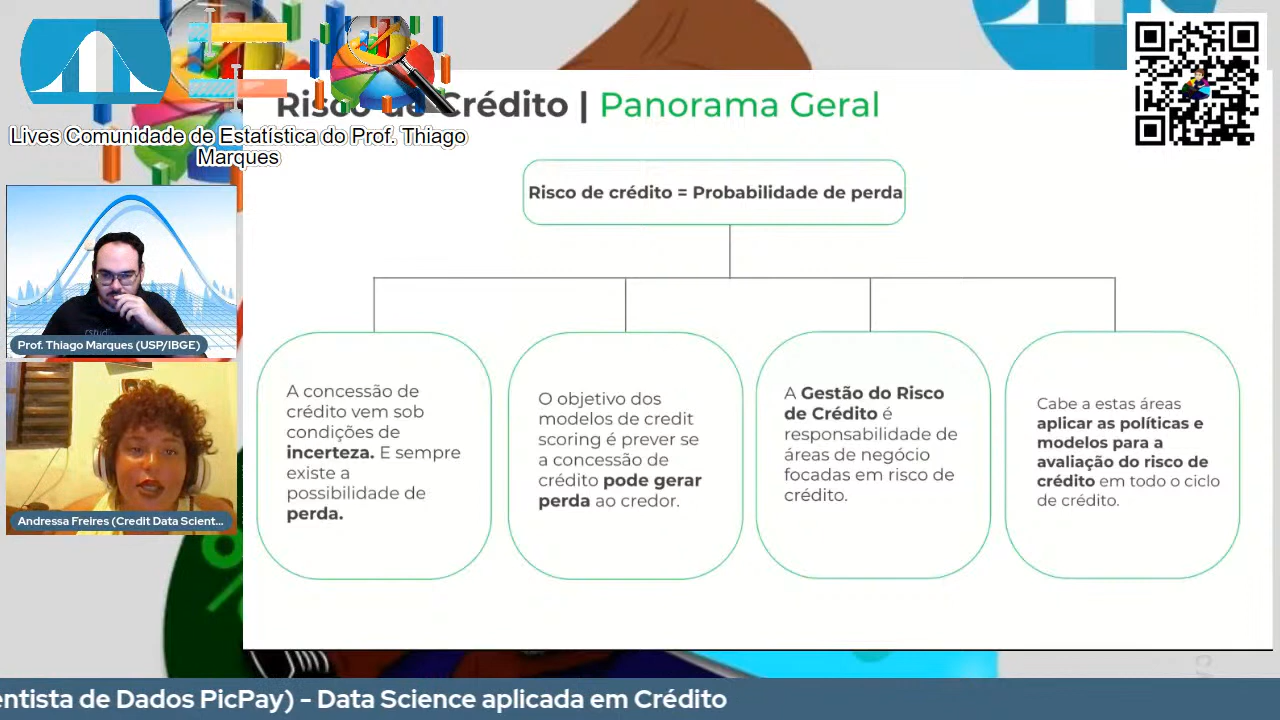 Risco de Crédito | Panorama Geral
Lives Comunidade de Estatística do Prof. Thiago
Marques
Risco de crédito = Probabilidade de perda
A concessão de
crédito vem sob
condições de
incerteza. E sempre
existe a
possibilidade de
perda.
O objetivo dos
modelos de credit
scoring é prever se
a concessão de
crédito pode gerar
perda ao credor.
A Gestão do Risco
de Crédito é
responsabilidade de
áreas de negócio
focadas em risco de
crédito.
Cabe a estas áreas
aplicar as políticas e
modelos para a
avaliação do risco de
crédito em todo o ciclo
de crédito.
Prof. Thiago Marques (USP/IBGE)
Andressa Freires (Credit Data Scient...
entista de Dados PicPay) - Data Science aplicada em Crédito